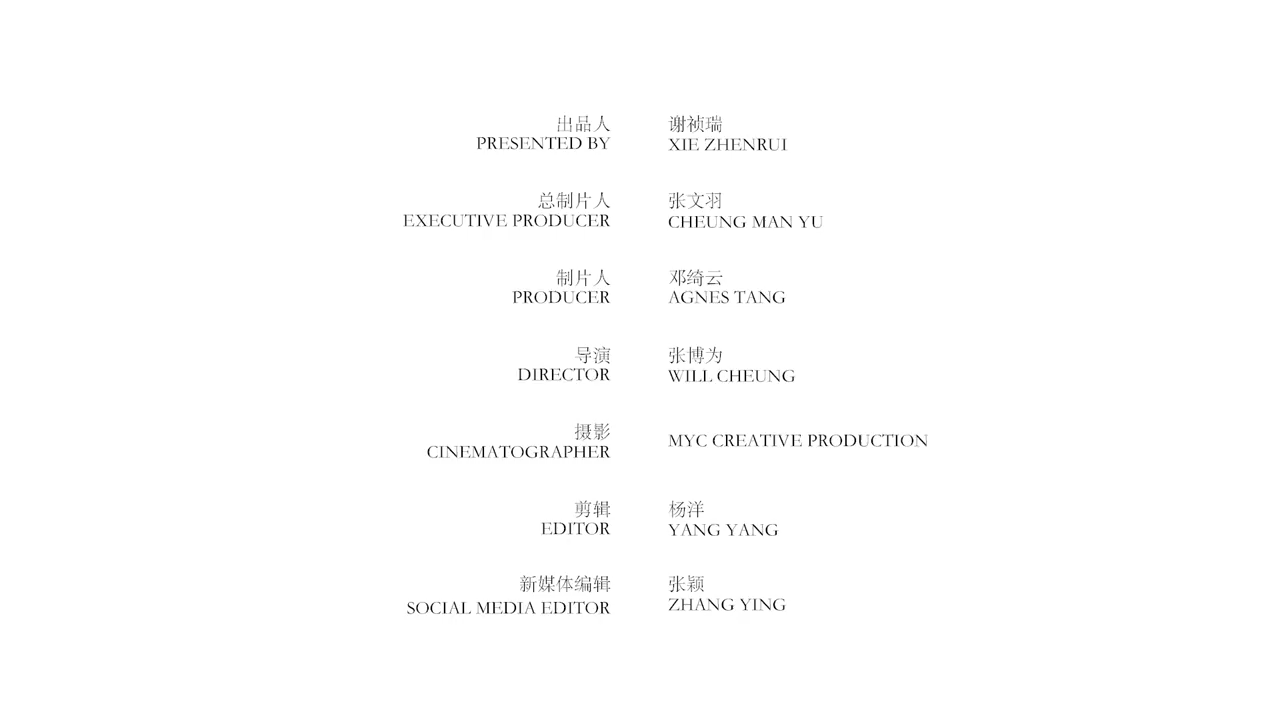 出品人 谢祯瑞
PRESENTED BY XIE ZHENRUI
总制片人 张文羽
EXECUTIVE PRODUCER CHEUNG MAN YU
制片人 邓绮云
PRODUCER AGNES TANG
导演 张博为
DIRECTOR WILL CHEUNG
摄影
CINEMATOGRAPHER MYC CREATIVE PRODUCTION
剪辑 杨洋
EDITOR YANG YANG
新媒体编辑 张颖
SOCIAL MEDIA EDITOR ZHANG YING